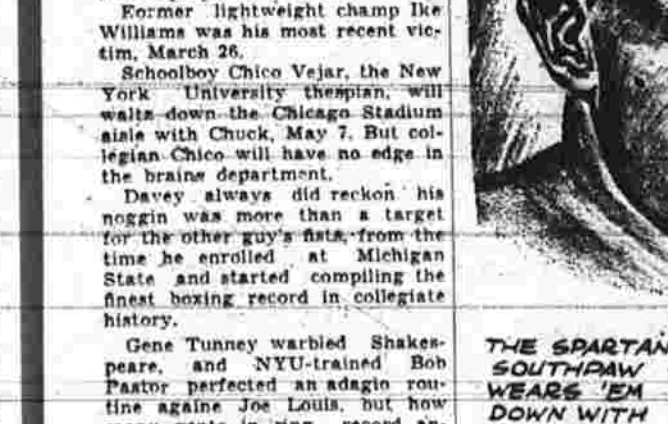 Former lightweight champ Ike
Williams was his most recent vic-
tim, March 26.
Schoolboy Chico Vejar, the New
York University thespian, will
waltz down the Chicago Stadium
aisle with Chuck, May 7. But col-
legian Chico will have no edge in
the brains department.
Davey always did reckon his
noggin was more than a target
for the other guy's fists, from the
time he enrolled at Michigan
State and started compiling the
finest boxing record in collegiate
history.
Gene Tunney warbled Shakes-
peare, and NYU-trained Bob
Pastor perfected an adagio rou-
tine agains Joe Louis, but how
THE SPARTAN
SOUTHPAW
WEARS 'EM
DOWN WITH